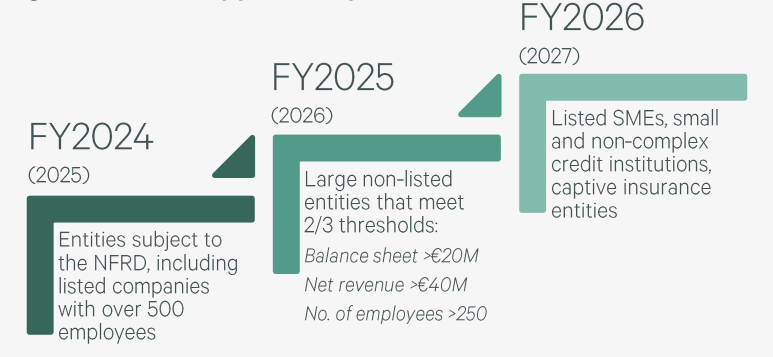 FY2024
(2025)
Entities subject to
the NFRD, including
listed companies
with over 500
employees
FY2025
(2026)
Large non-listed
entities that meet
2/3 thresholds:
Balance sheet >€20M
Net revenue >€40M
No. of employees >250
FY2026
(2027)
Listed SMEs, small
and non-complex
credit institutions,
captive insurance
entities